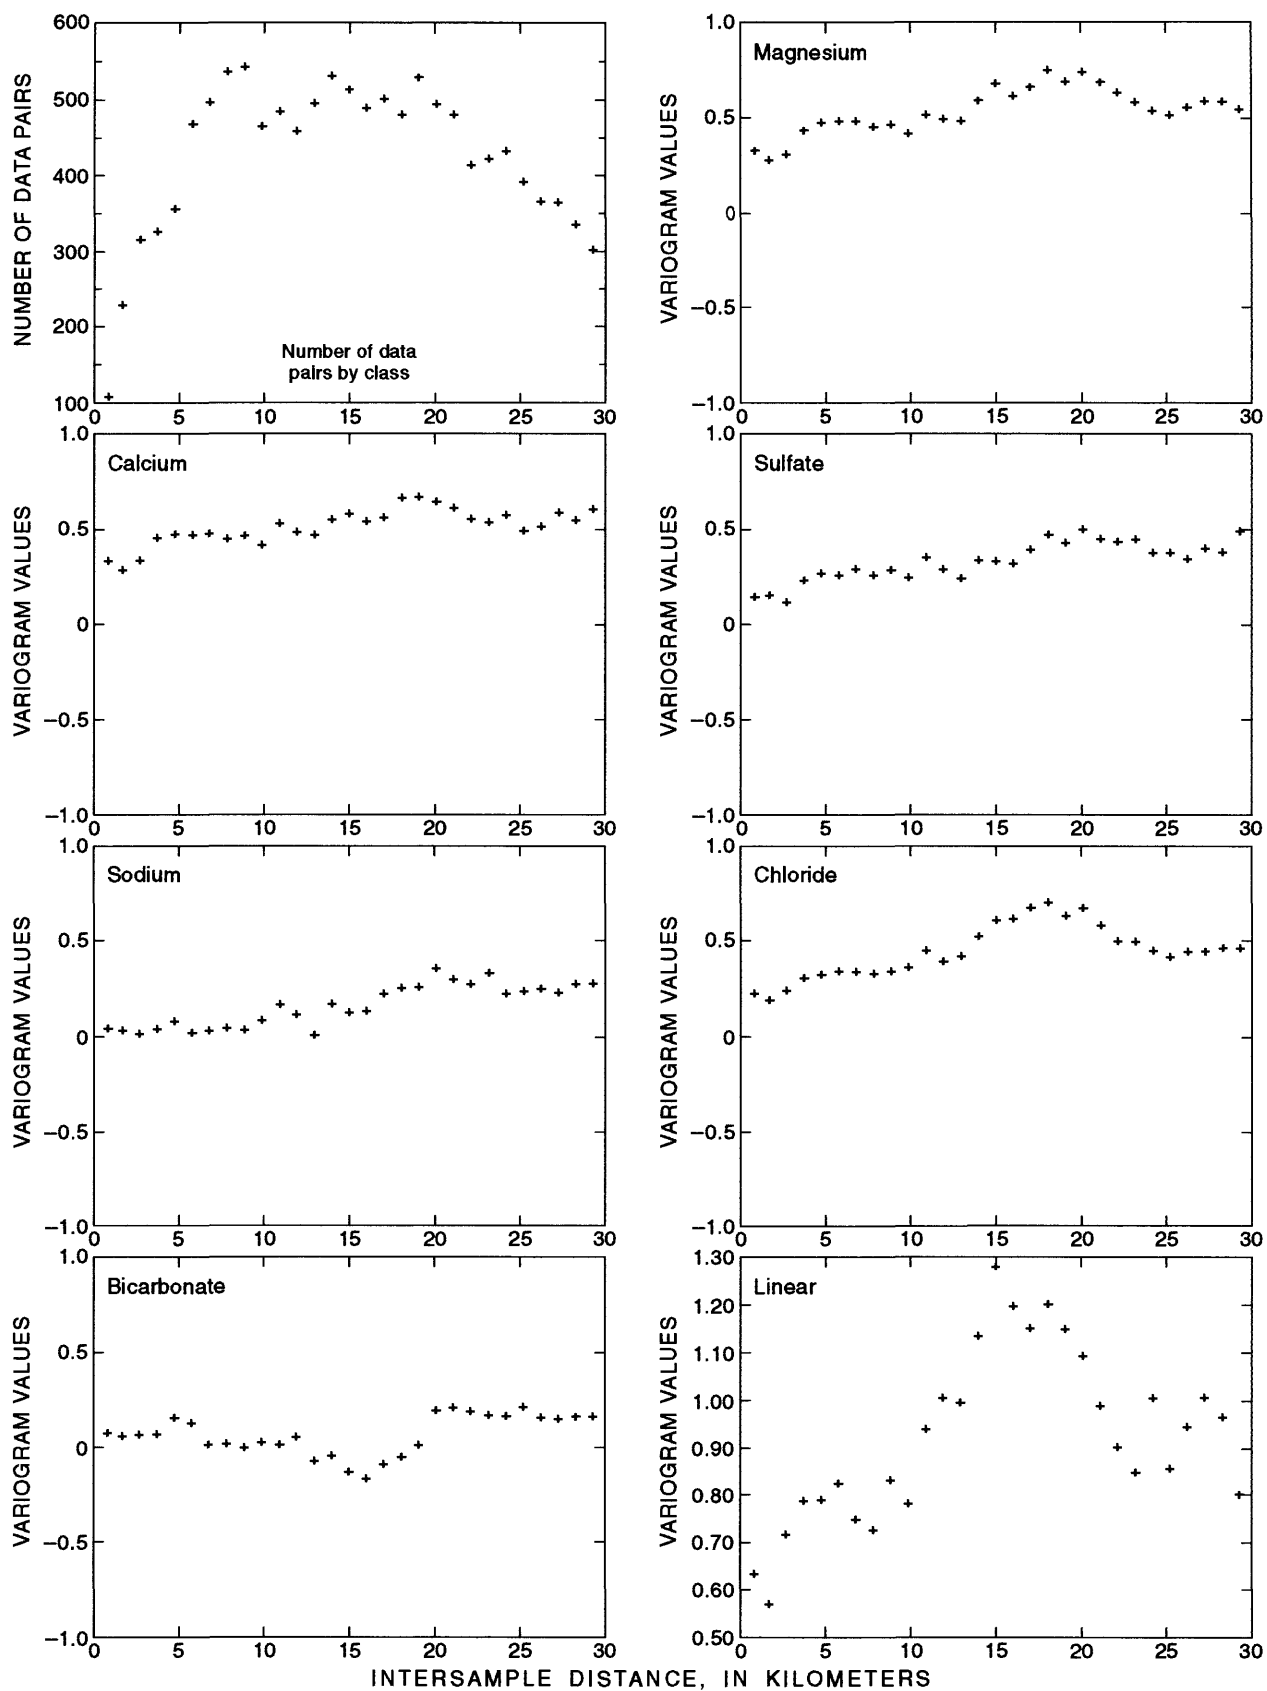 600
500
400
300
200
100
NUMBER OF DATA PAIRS
Number of data
pairs by class
0 5 10 15 20 25 30
1.0
0.5
0
−0.5
−1.0
VARIOGRAM VALUES
Magnesium
0 5 10 15 20 25 30
1.0
0.5
0
−0.5
−1.0
VARIOGRAM VALUES
Calcium
0 5 10 15 20 25 30
1.0
0.5
0
−0.5
−1.0
VARIOGRAM VALUES
Sulfate
0 5 10 15 20 25 30
1.0
0.5
0
−0.5
−1.0
VARIOGRAM VALUES
Sodium
0 5 10 15 20 25 30
1.0
0.5
0
−0.5
−1.0
VARIOGRAM VALUES
Chloride
0 5 10 15 20 25 30
1.0
0.5
0
−0.5
−1.0
VARIOGRAM VALUES
Bicarbonate
0 5 10 15 20 25 30
1.30
1.20
1.10
1.00
0.90
0.80
0.70
0.60
0.50
VARIOGRAM VALUES
Linear
0 5 10 15 20 25 30
INTERSAMPLE DISTANCE, IN KILOMETERS